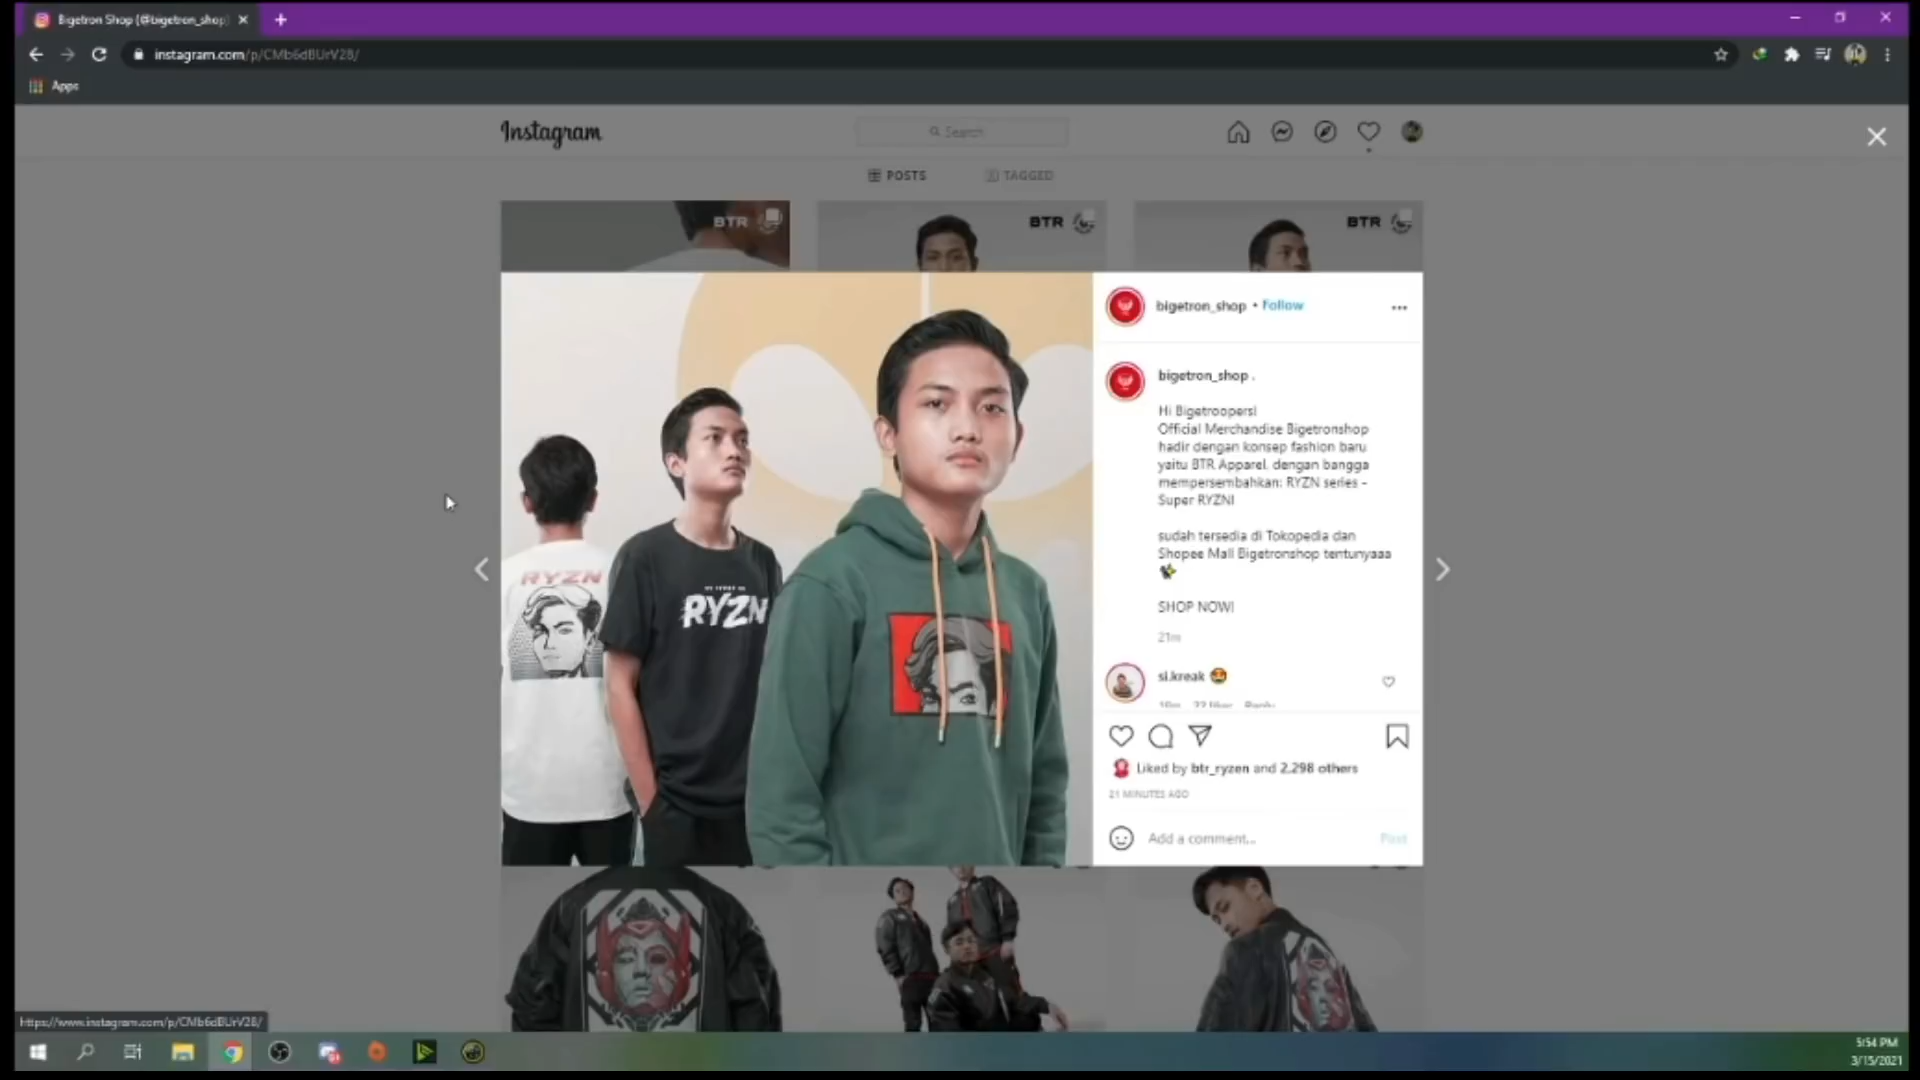 Bigetron Shop (@bigetron_shop)
instagram.com/p/CMb6dBUrV28/
Apps
Instagram
Search
POSTS
TAGGED
BTR
BTR
BTR
bigetron_shop • Follow
bigetron_shop .
Hi Bigetroopers!
Official Merchandise Bigetronshop
hadir dengan konsep fashion baru
yaitu BTR Apparel. dengan bangga
mempersembahkan: RYZN series -
Super RYZN!
sudah tersedia di Tokopedia dan
Shopee Mall Bigetronshop tentunyaaa
SHOP NOW!
21m
si.kreak
19m 22 likes Reply
Liked by btr_ryzen and 2,298 others
21 MINUTES AGO
Add a comment...
Post
RYZN
RYZN
https://www.instagram.com/p/CMb6dBUrV28/
5:54 PM
3/15/2021